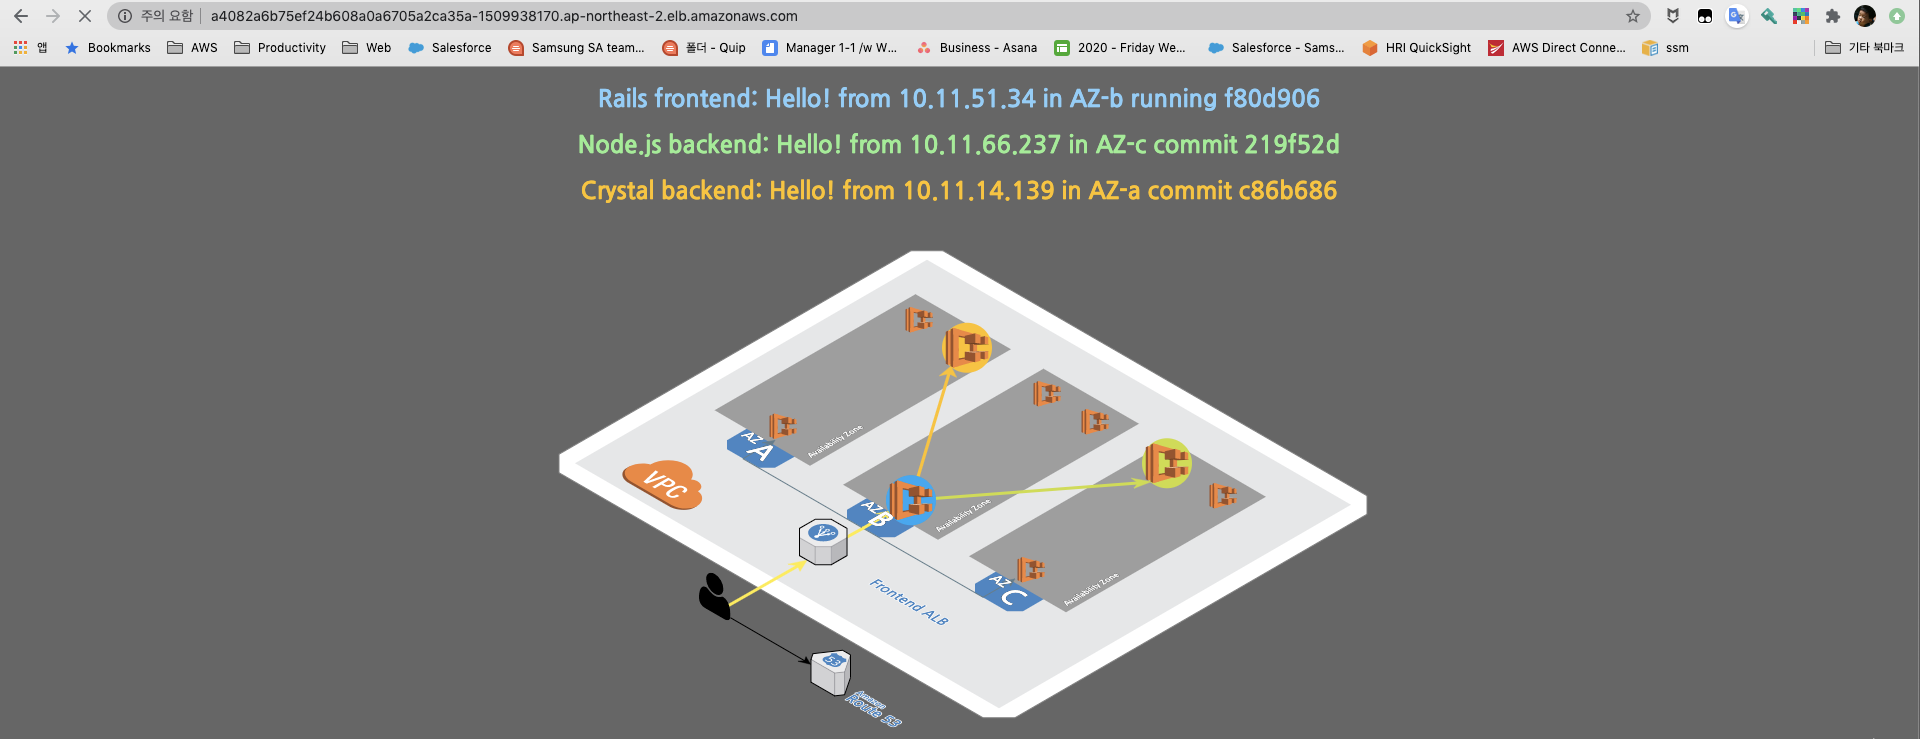 주의 요함 a4082a6b75ef24b608a0a6705a2ca35a-1509938170.ap-northeast-2.elb.amazonaws.com
앱 Bookmarks AWS Productivity Web Salesforce Samsung SA team... 폴더 - Quip Manager 1-1 /w W... Business - Asana 2020 - Friday We... Salesforce - Sams... HRI QuickSight AWS Direct Conne... ssm 기타 북마크
Rails frontend: Hello! from 10.11.51.34 in AZ-b running f80d906
Node.js backend: Hello! from 10.11.66.237 in AZ-c commit 219f52d
Crystal backend: Hello! from 10.11.14.139 in AZ-a commit c86b686
AZ A
Availability Zone
VPC
AZ B
Availability Zone
AZ C
Availability Zone
Frontend ALB
53
Amazon
Route 53